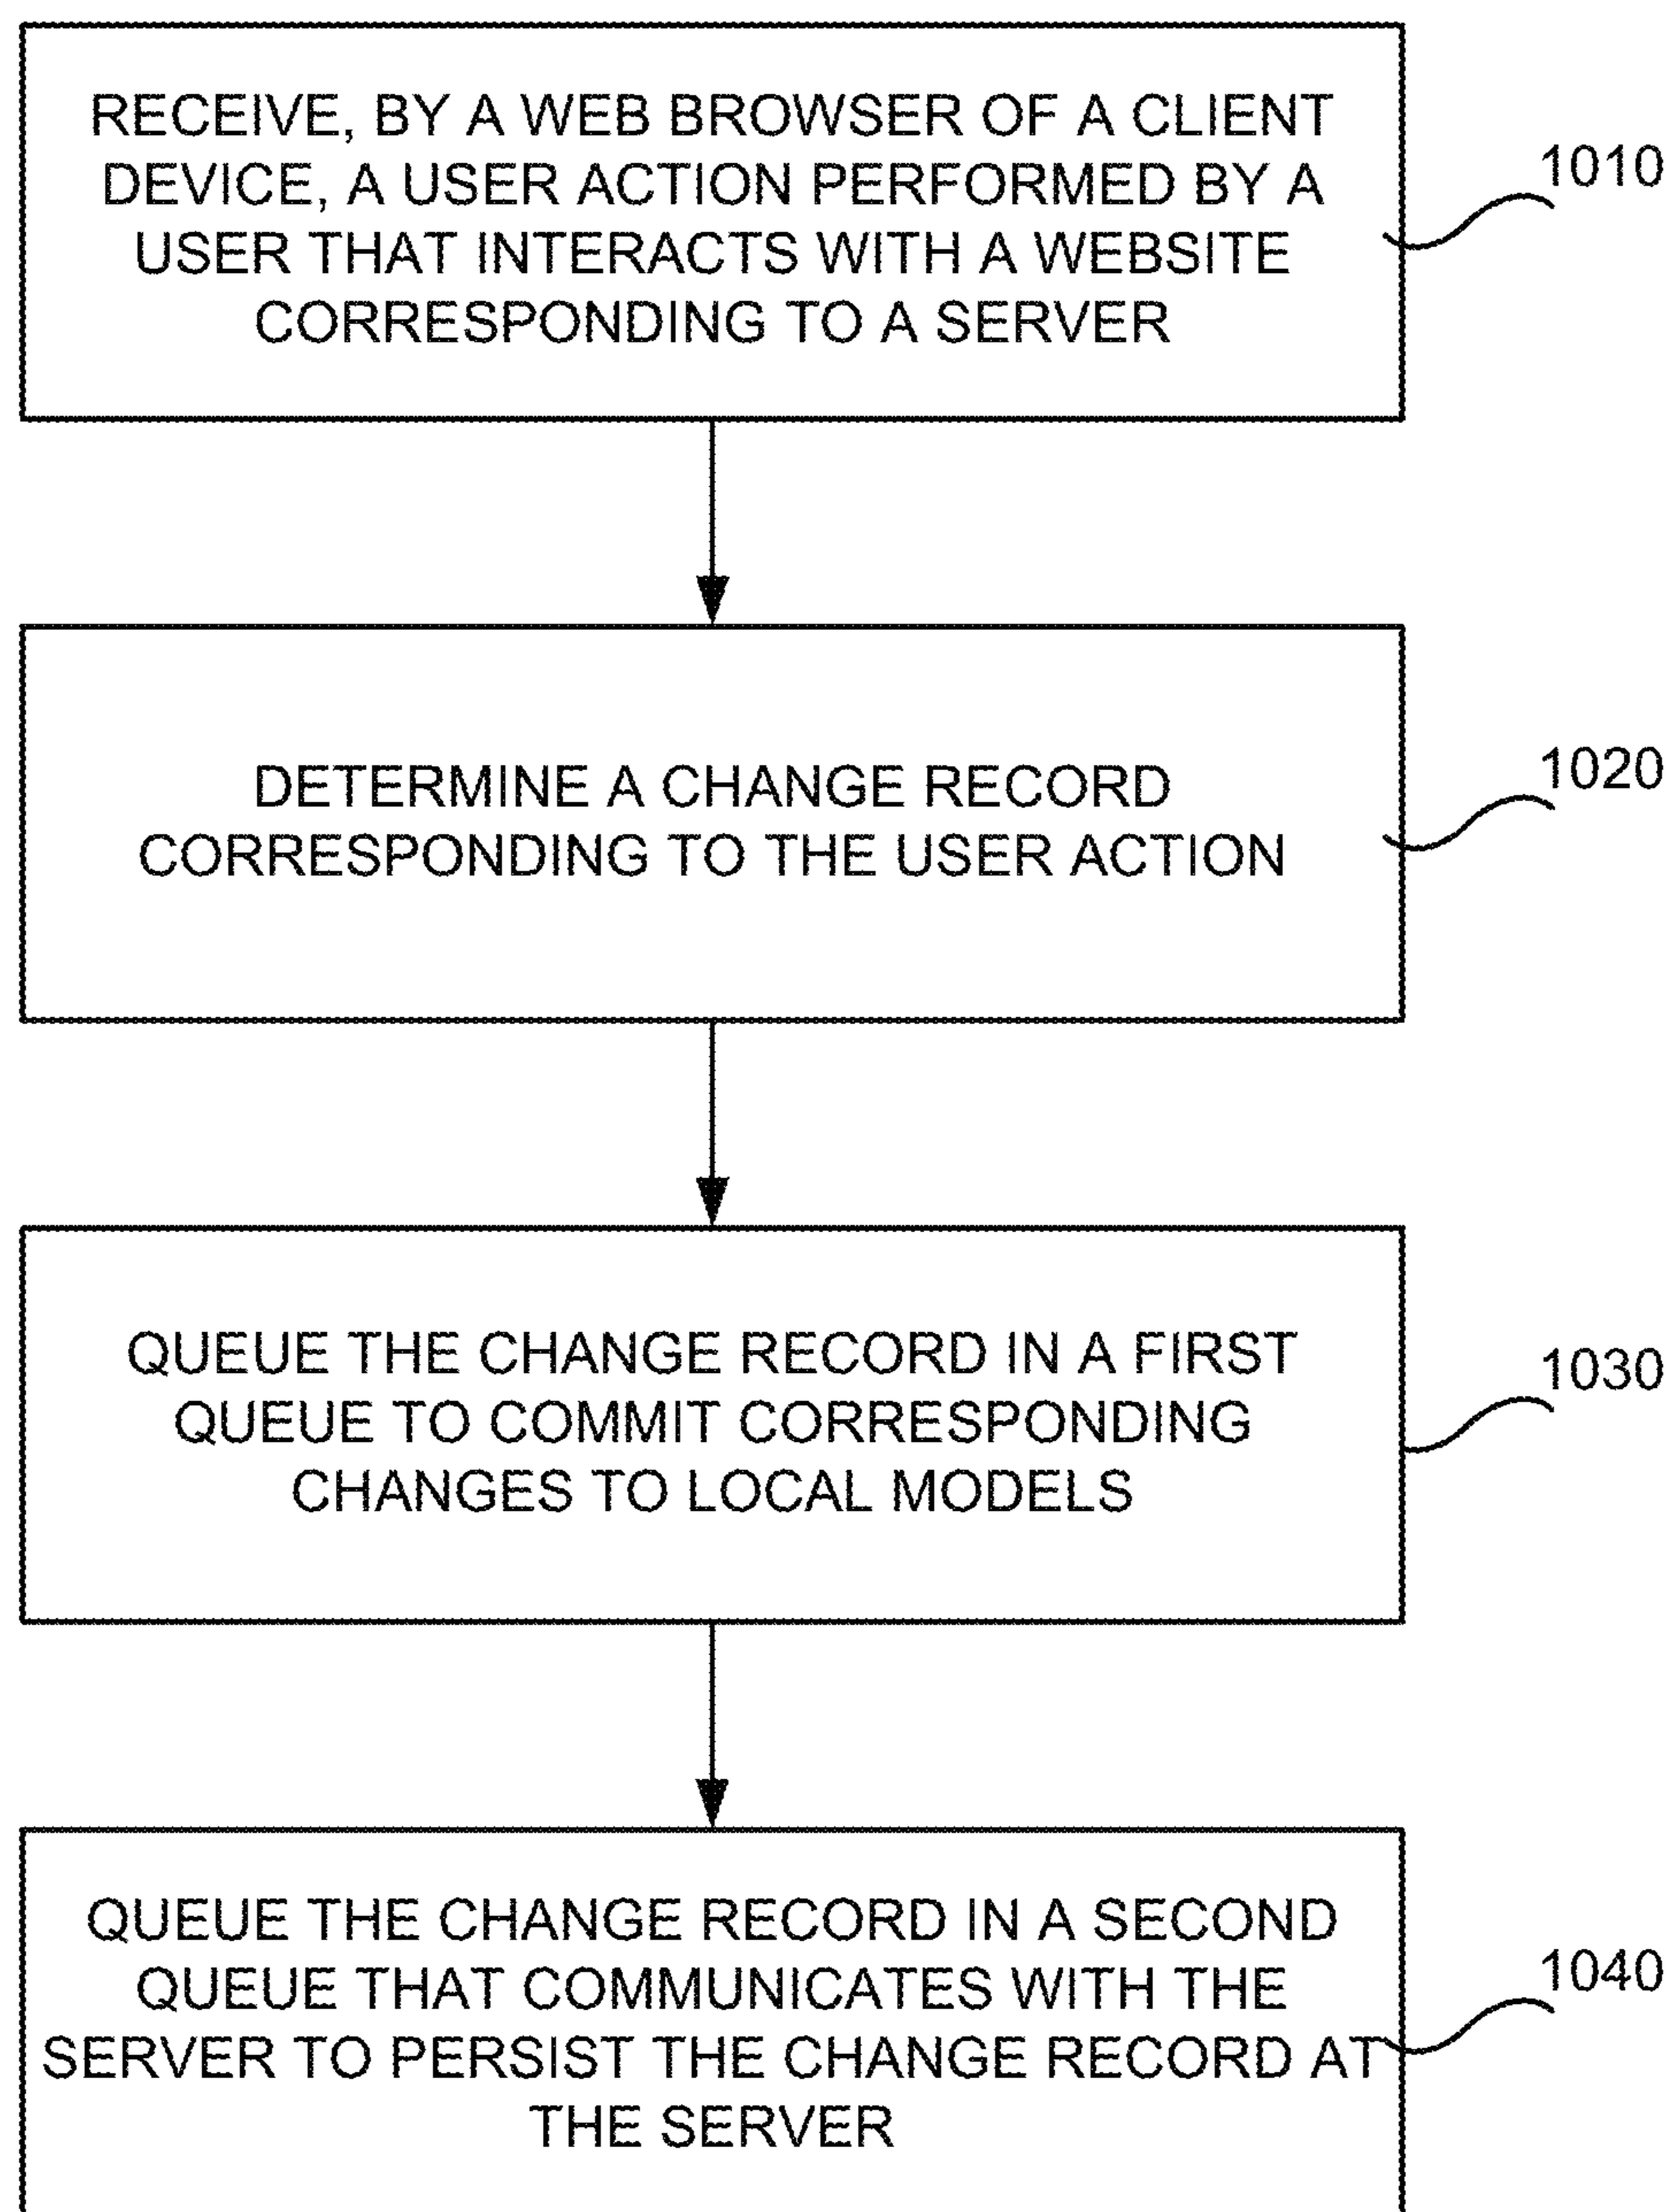 RECEIVE, BY A WEB BROWSER OF A CLIENT
DEVICE, A USER ACTION PERFORMED BY A
USER THAT INTERACTS WITH A WEBSITE
CORRESPONDING TO A SERVER
1010
DETERMINE A CHANGE RECORD
CORRESPONDING TO THE USER ACTION
1020
QUEUE THE CHANGE RECORD IN A FIRST
QUEUE TO COMMIT CORRESPONDING
CHANGES TO LOCAL MODELS
1030
QUEUE THE CHANGE RECORD IN A SECOND
QUEUE THAT COMMUNICATES WITH THE
SERVER TO PERSIST THE CHANGE RECORD AT
THE SERVER
1040